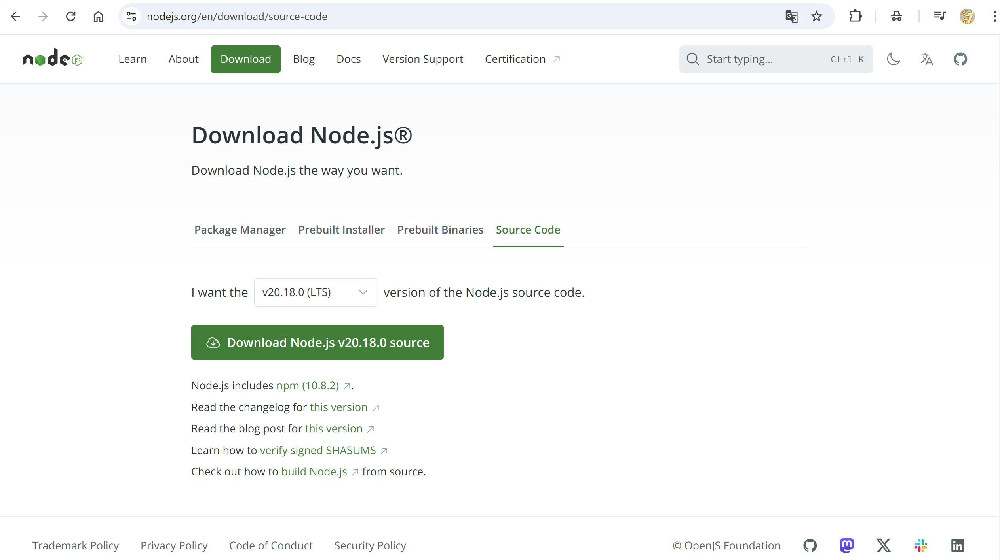 nodejs.org/en/download/source-code
node JS
Learn About Download Blog Docs Version Support Certification Start typing... Ctrl K
Download Node.js®
Download Node.js the way you want.
Package Manager Prebuilt Installer Prebuilt Binaries Source Code
I want the v20.18.0 (LTS) version of the Node.js source code.
Download Node.js v20.18.0 source
Node.js includes npm (10.8.2) .
Read the changelog for this version
Read the blog post for this version
Learn how to verify signed SHASUMS
Check out how to build Node.js from source.
Trademark Policy Privacy Policy Code of Conduct Security Policy © OpenJS Foundation